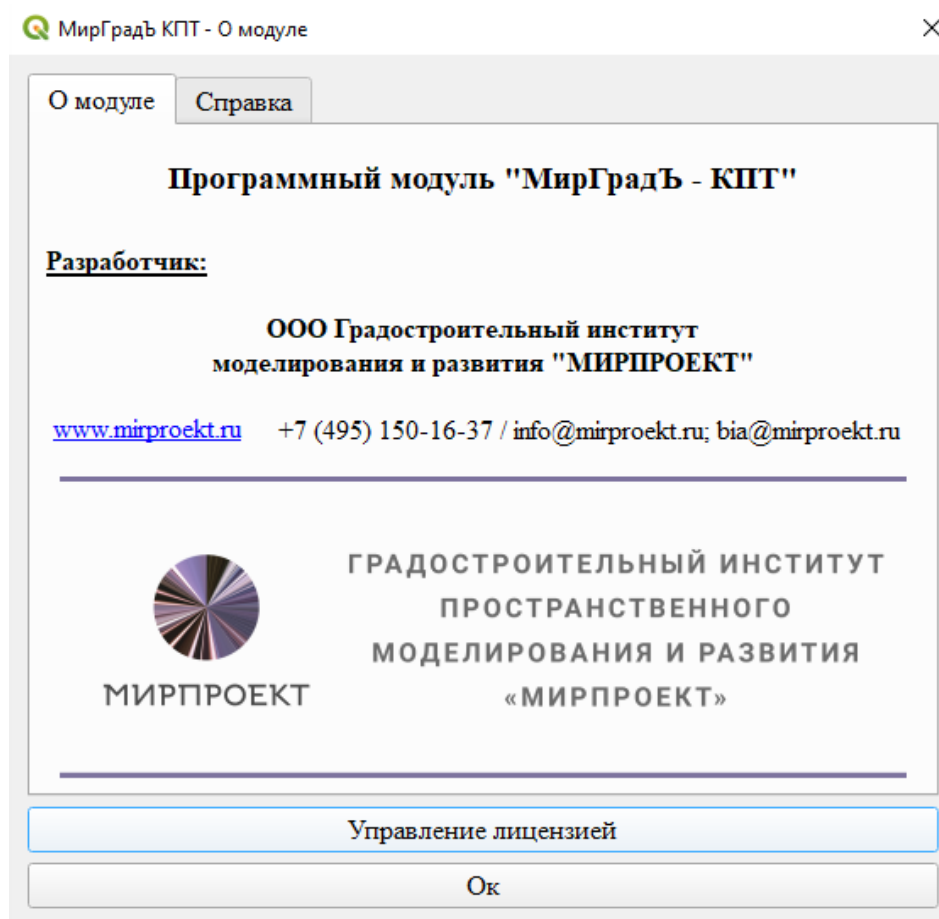 МирГрадЪ КПТ - О модуле
О модуле
Справка
Программный модуль "МирГрадЪ - КПТ"
Разработчик:
ООО Градостроительный институт
моделирования и развития "МИРПРОЕКТ"
www.mirproekt.ru +7 (495) 150-16-37 / info@mirproekt.ru; bia@mirproekt.ru
ГРАДОСТРОИТЕЛЬНЫЙ ИНСТИТУТ
ПРОСТРАНСТВЕННОГО
МОДЕЛИРОВАНИЯ И РАЗВИТИЯ
«МИРПРОЕКТ»
МИРПРОЕКТ
Управление лицензией
Ок